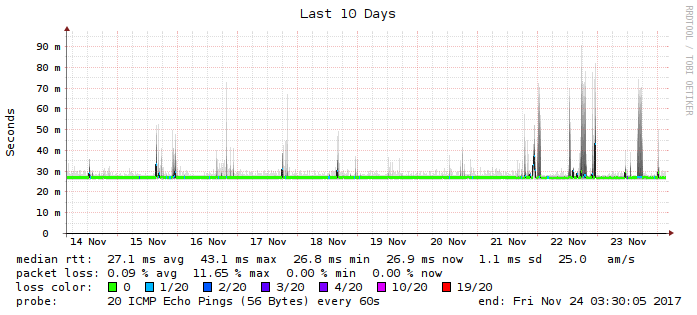 Last 10 Days
RRDTOOL / TOBI OETIKER
Seconds
90 m
80 m
70 m
60 m
50 m
40 m
30 m
20 m
10 m
0
14 Nov 15 Nov 16 Nov 17 Nov 18 Nov 19 Nov 20 Nov 21 Nov 22 Nov 23 Nov
median rtt: 27.1 ms avg 43.1 ms max 26.8 ms min 26.9 ms now 1.1 ms sd 25.0 am/s
packet loss: 0.09 % avg 11.65 % max 0.00 % min 0.00 % now
loss color: 0 1/20 2/20 3/20 4/20 10/20 19/20
probe: 20 ICMP Echo Pings (56 Bytes) every 60s end: Fri Nov 24 03:30:05 2017